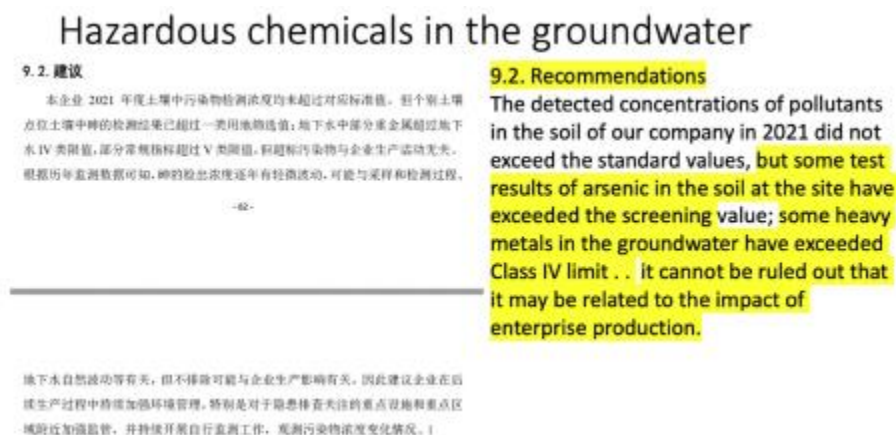 Hazardous chemicals in the groundwater
9.2. 建议
本企业 2021 年度土壤中污染物检测浓度均未超过对应标准值。但个别土壤
点位土壤中砷的检测结果已超过一类用地筛选值;地下水中部分重金属超过地下
水 IV 类限值,部分常规指标超过 V 类限值,但超标污染物与企业生产活动无关。
根据历年监测数据可知,砷的检出浓度逐年有轻微波动,可能与采样和检测过程、
-62-
地下水自然波动等有关,但不排除可能与企业生产影响有关。因此建议企业在后
续生产过程中持续加强环境管理,特别是对于隐患排查关注的重点设施和重点区
域附近加强监管,并持续开展自行监测工作,观测污染物浓度变化情况。
9.2. Recommendations
The detected concentrations of pollutants
in the soil of our company in 2021 did not
exceed the standard values, but some test
results of arsenic in the soil at the site have
exceeded the screening value; some heavy
metals in the groundwater have exceeded
Class IV limit . . it cannot be ruled out that
it may be related to the impact of
enterprise production.